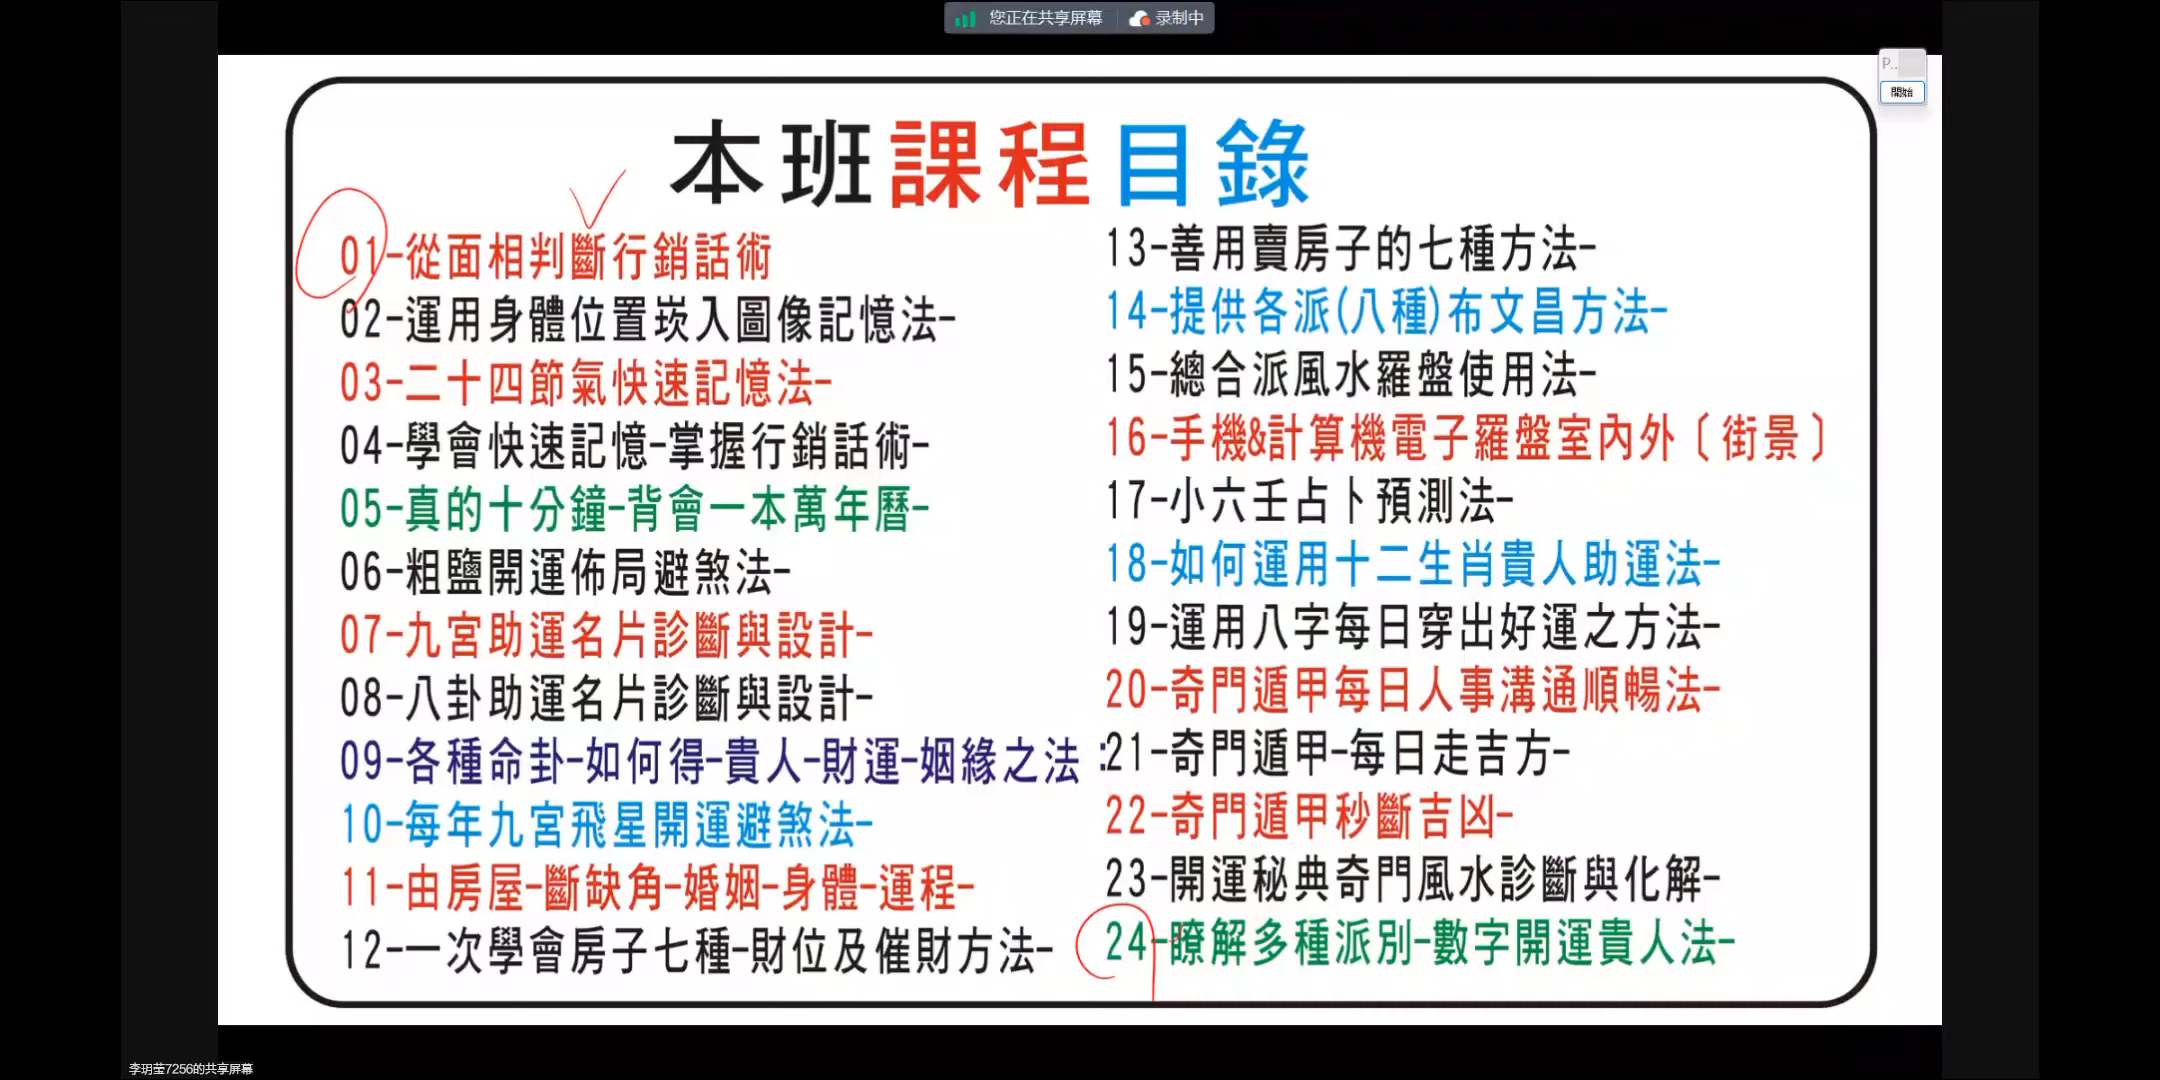 您正在共享屏幕 录制中
P..
開始
本班課程目錄
01-從面相判斷行銷話術
02-運用身體位置崁入圖像記憶法-
03-二十四節氣快速記憶法-
04-學會快速記憶-掌握行銷話術-
05-真的十分鐘-背會一本萬年曆-
06-粗鹽開運佈局避煞法-
07-九宮助運名片診斷與設計-
08-八卦助運名片診斷與設計-
09-各種命卦-如何得-貴人-財運-姻緣之法:
10-每年九宮飛星開運避煞法-
11-由房屋-斷缺角-婚姻-身體-運程-
12-一次學會房子七種-財位及催財方法-
13-善用賣房子的七種方法-
14-提供各派(八種)布文昌方法-
15-總合派風水羅盤使用法-
16-手機&計算機電子羅盤室內外〔街景〕
17-小六壬占卜預測法-
18-如何運用十二生肖貴人助運法-
19-運用八字每日穿出好運之方法-
20-奇門遁甲每日人事溝通順暢法-
21-奇門遁甲-每日走吉方-
22-奇門遁甲秒斷吉凶-
23-開運秘典奇門風水診斷與化解-
24-瞭解多種派別-數字開運貴人法-
李玥莹7256的共享屏幕